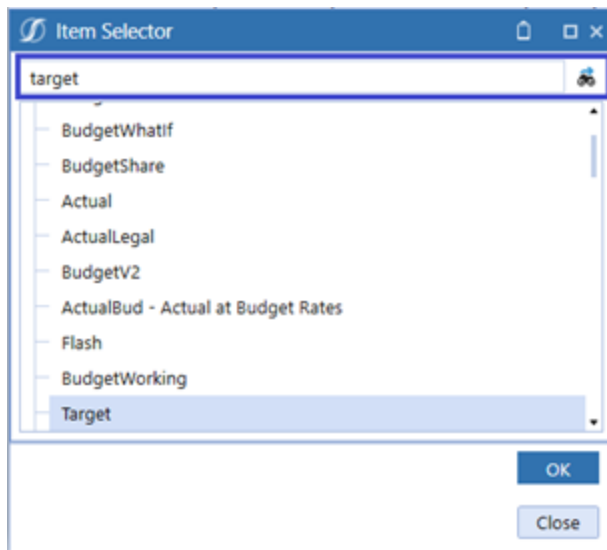 Item Selector
target
BudgetWhatIf
BudgetShare
Actual
ActualLegal
BudgetV2
ActualBud - Actual at Budget Rates
Flash
BudgetWorking
Target
OK
Close